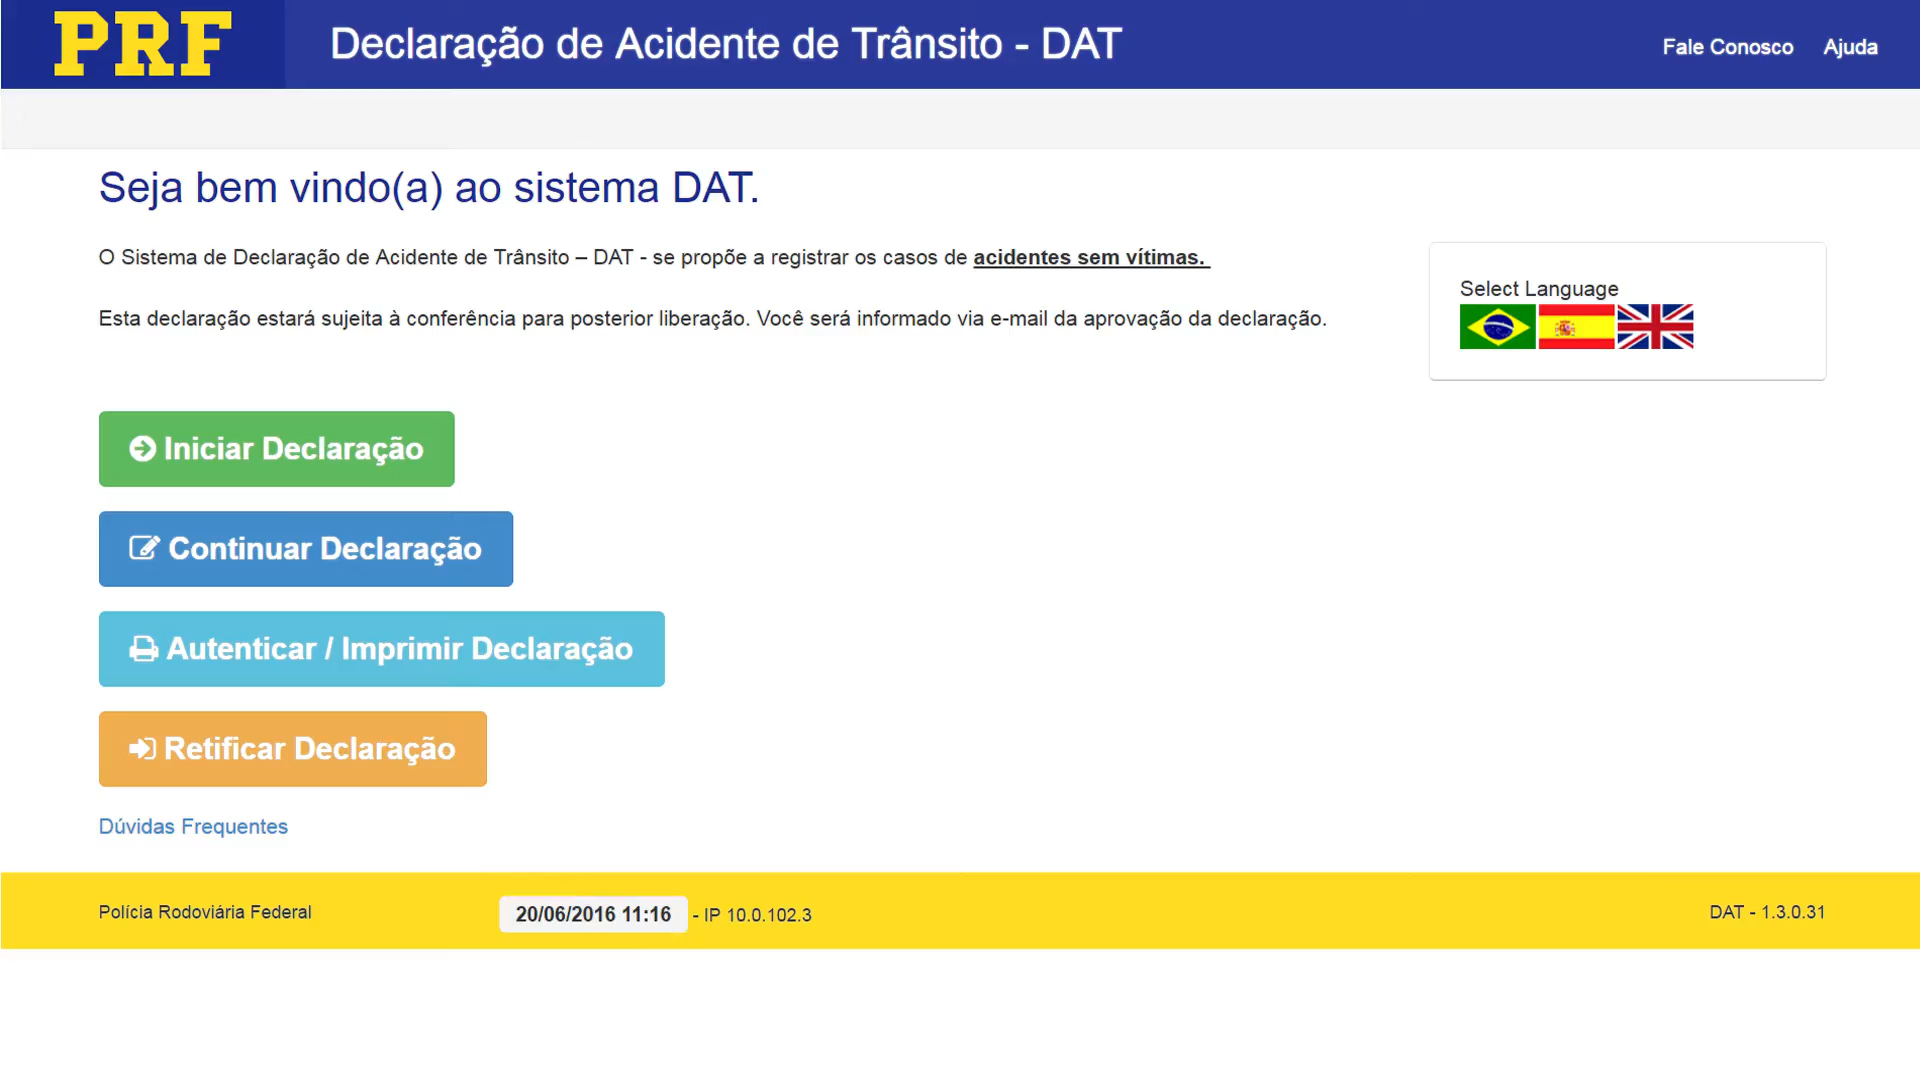 PRF
Declaração de Acidente de Trânsito - DAT
Fale Conosco
Ajuda
Seja bem vindo(a) ao sistema DAT.
O Sistema de Declaração de Acidente de Trânsito – DAT - se propõe a registrar os casos de acidentes sem vítimas.
Esta declaração estará sujeita à conferência para posterior liberação. Você será informado via e-mail da aprovação da declaração.
Select Language
Iniciar Declaração
Continuar Declaração
Autenticar / Imprimir Declaração
Retificar Declaração
Dúvidas Frequentes
Polícia Rodoviária Federal
20/06/2016 11:16 - IP 10.0.102.3
DAT - 1.3.0.31